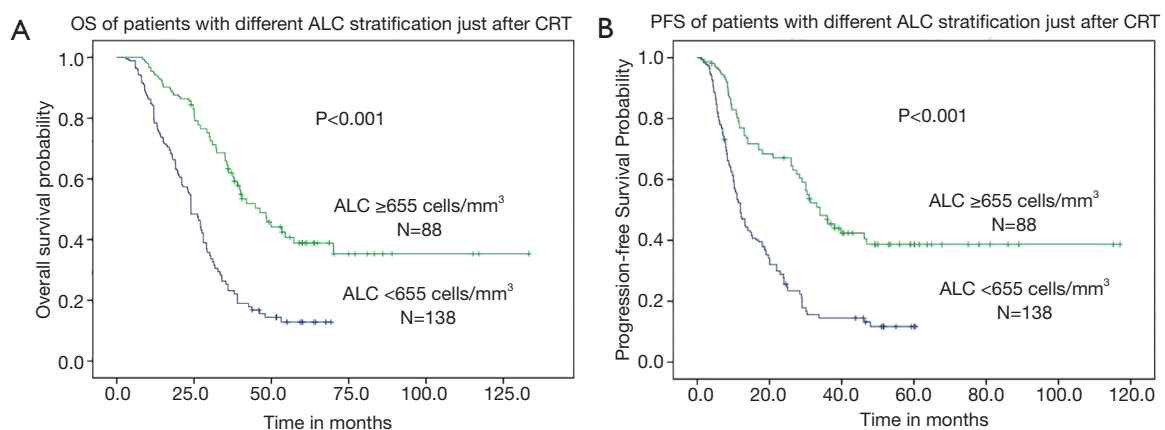 A
OS of patients with different ALC stratification just after CRT
Overall survival probability
1.0
0.8
0.6
0.4
0.2
0.0
P<0.001
ALC ≥655 cells/mm³
N=88
ALC <655 cells/mm³
N=138
0.0 25.0 50.0 75.0 100.0 125.0
Time in months
B
PFS of patients with different ALC stratification just after CRT
Progression-free Survival Probability
1.0
0.8
0.6
0.4
0.2
0.0
P<0.001
ALC ≥655 cells/mm³
N=88
ALC <655 cells/mm³
N=138
0.0 20.0 40.0 60.0 80.0 100.0 120.0
Time in months